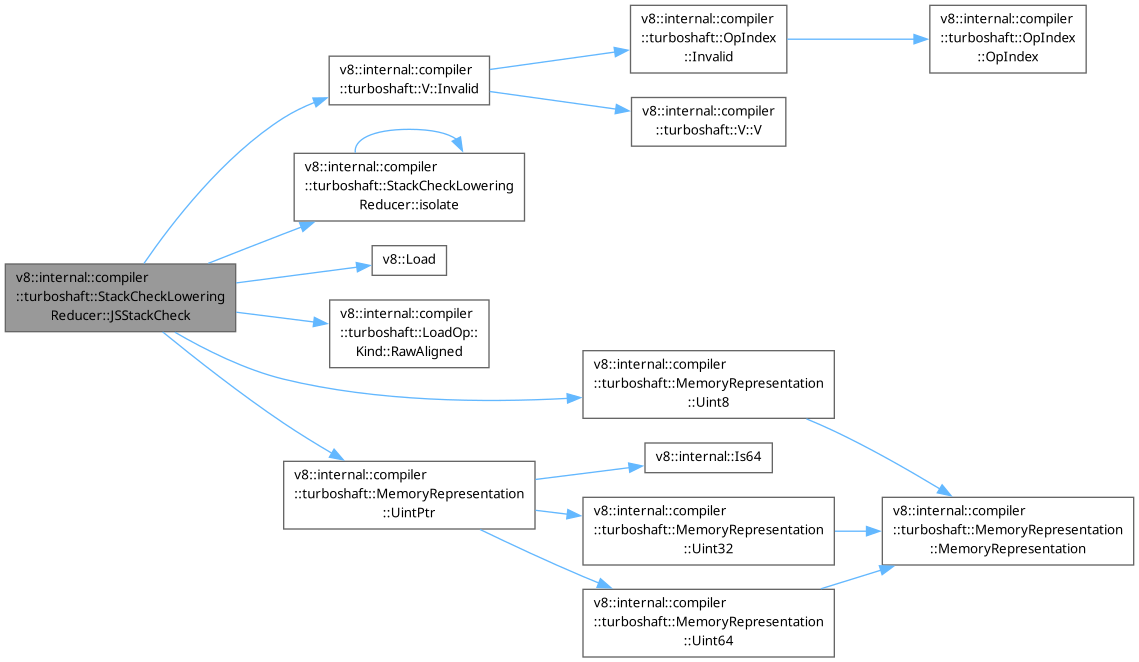 v8::internal::compiler
::turboshaft::StackCheckLowering
Reducer::JSStackCheck
v8::internal::compiler
::turboshaft::V::Invalid
v8::internal::compiler
::turboshaft::OpIndex
::Invalid
v8::internal::compiler
::turboshaft::OpIndex
::OpIndex
v8::internal::compiler
::turboshaft::V::V
v8::internal::compiler
::turboshaft::StackCheckLowering
Reducer::isolate
v8::Load
v8::internal::compiler
::turboshaft::LoadOp::
Kind::RawAligned
v8::internal::compiler
::turboshaft::MemoryRepresentation
::Uint8
v8::internal::compiler
::turboshaft::MemoryRepresentation
::UintPtr
v8::internal::Is64
v8::internal::compiler
::turboshaft::MemoryRepresentation
::Uint32
v8::internal::compiler
::turboshaft::MemoryRepresentation
::MemoryRepresentation
v8::internal::compiler
::turboshaft::MemoryRepresentation
::Uint64